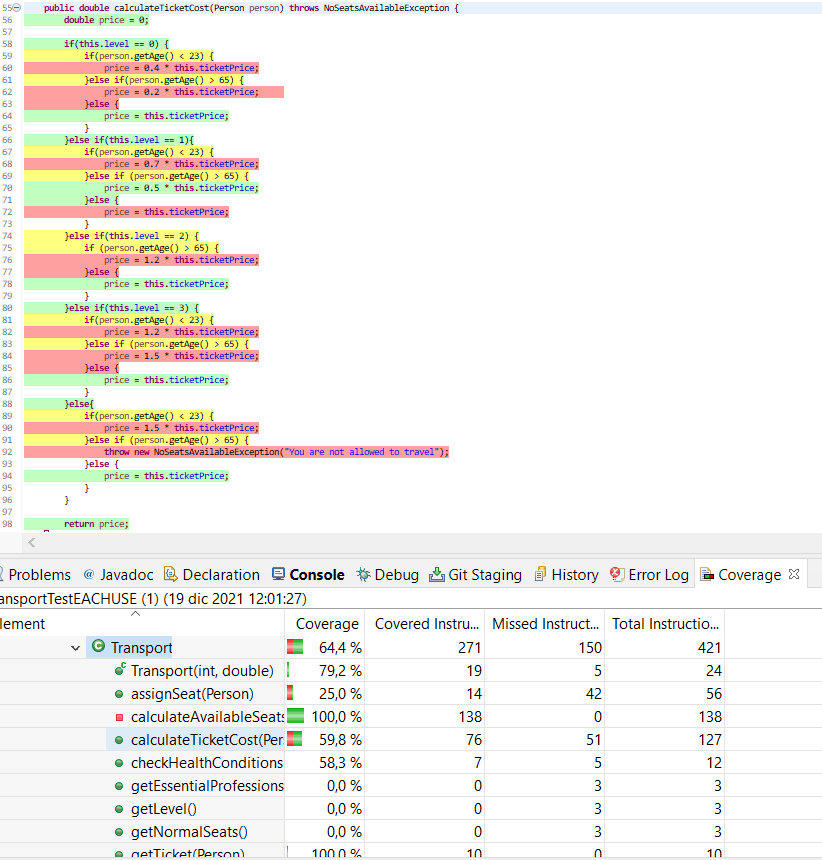 55 public double calculateTicketCost(Person person) throws NoSeatsAvailableException {
56 double price = 0;
57
58 if(this.level == 0) {
59 if(person.getAge() < 23) {
60 price = 0.4 * this.ticketPrice;
61 }else if(person.getAge() > 65) {
62 price = 0.2 * this.ticketPrice;
63 }else {
64 price = this.ticketPrice;
65 }
66 }else if(this.level == 1){
67 if(person.getAge() < 23) {
68 price = 0.7 * this.ticketPrice;
69 }else if (person.getAge() > 65) {
70 price = 0.5 * this.ticketPrice;
71 }else {
72 price = this.ticketPrice;
73 }
74 }else if(this.level == 2) {
75 if (person.getAge() > 65) {
76 price = 1.2 * this.ticketPrice;
77 }else {
78 price = this.ticketPrice;
79 }
80 }else if(this.level == 3) {
81 if(person.getAge() < 23) {
82 price = 1.2 * this.ticketPrice;
83 }else if (person.getAge() > 65) {
84 price = 1.5 * this.ticketPrice;
85 }else {
86 price = this.ticketPrice;
87 }
88 }else{
89 if(person.getAge() < 23) {
90 price = 1.5 * this.ticketPrice;
91 }else if (person.getAge() > 65) {
92 throw new NoSeatsAvailableException("You are not allowed to travel");
93 }else {
94 price = this.ticketPrice;
95 }
96 }
97
98 return price;
Problems @ Javadoc Declaration Console Debug Git Staging History Error Log Coverage
ansportTestEACHUSE (1) (19 dic 2021 12:01:27)
lement Coverage Covered Instru... Missed Instruct... Total Instructio...
Transport 64,4 % 271 150 421
Transport(int, double) 79,2 % 19 5 24
assignSeat(Person) 25,0 % 14 42 56
calculateAvailableSeats 100,0 % 138 0 138
calculateTicketCost(Per 59,8 % 76 51 127
checkHealthConditions 58,3 % 7 5 12
getEssentialProfessions 0,0 % 0 3 3
getLevel() 0,0 % 0 3 3
getNormalSeats() 0,0 % 0 3 3
getTicket(Person) 100,0 % 10 0 10